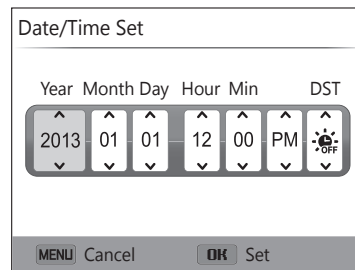 Date/Time Set
Year Month Day Hour Min DST
2013 01 01 12 00 PM OFF
MENU Cancel OK Set